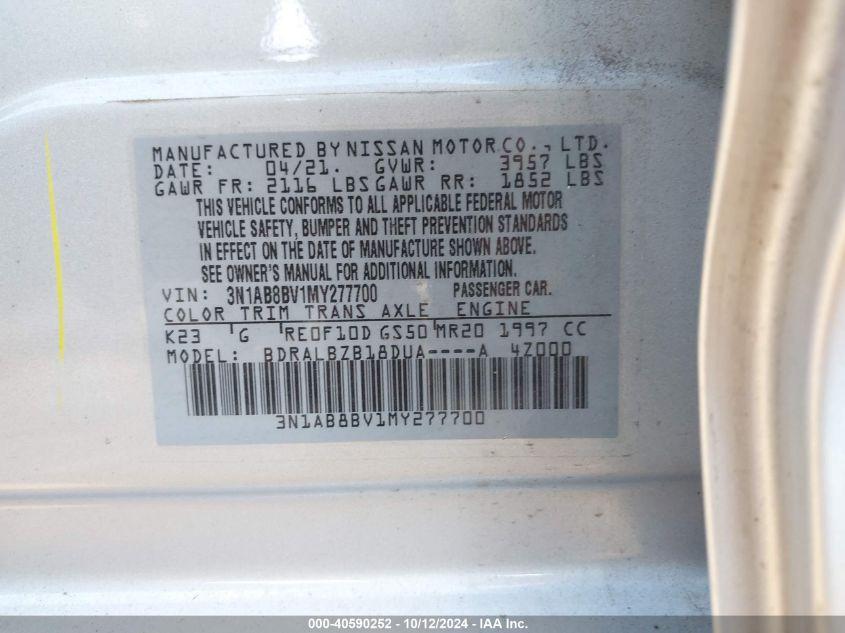 MANUFACTURED BY NISSAN MOTOR CO., LTD.
DATE: 04/21. GVWR: 3957 LBS
GAWR FR: 2116 LBS GAWR RR: 1852 LBS
THIS VEHICLE CONFORMS TO ALL APPLICABLE FEDERAL MOTOR
VEHICLE SAFETY, BUMPER AND THEFT PREVENTION STANDARDS
IN EFFECT ON THE DATE OF MANUFACTURE SHOWN ABOVE.
SEE OWNER'S MANUAL FOR ADDITIONAL INFORMATION.
VIN: 3N1AB8BV1MY277700 PASSENGER CAR.
COLOR TRIM TRANS AXLE ENGINE
K23 G RE0F10D GS50 MR20 1997 CC
MODEL: BDRALBZB18DUA----A 4Z000
3N1AB8BV1MY277700
000-40590252 - 10/12/2024 - IAA Inc.